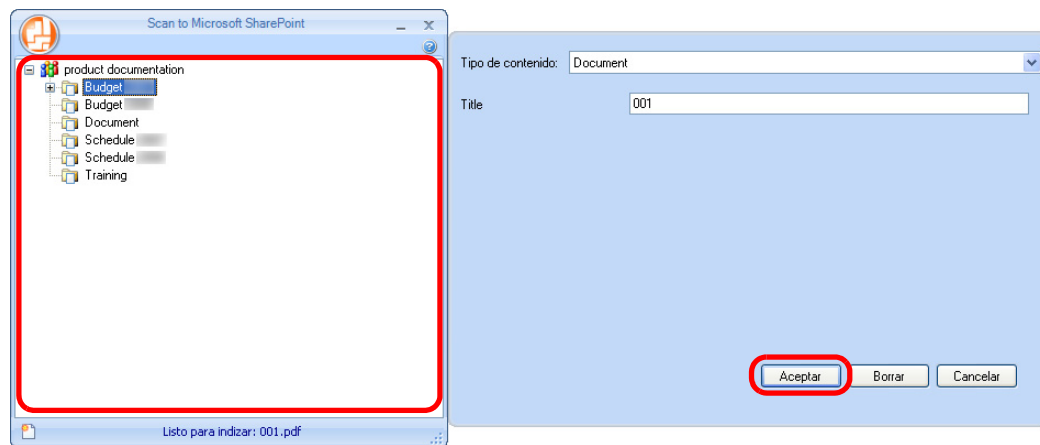 Scan to Microsoft SharePoint
product documentation
Budget
Budget
Document
Schedule
Schedule
Training
Listo para indizar: 001.pdf
Tipo de contenido: Document
Title 001
Aceptar Borrar Cancelar